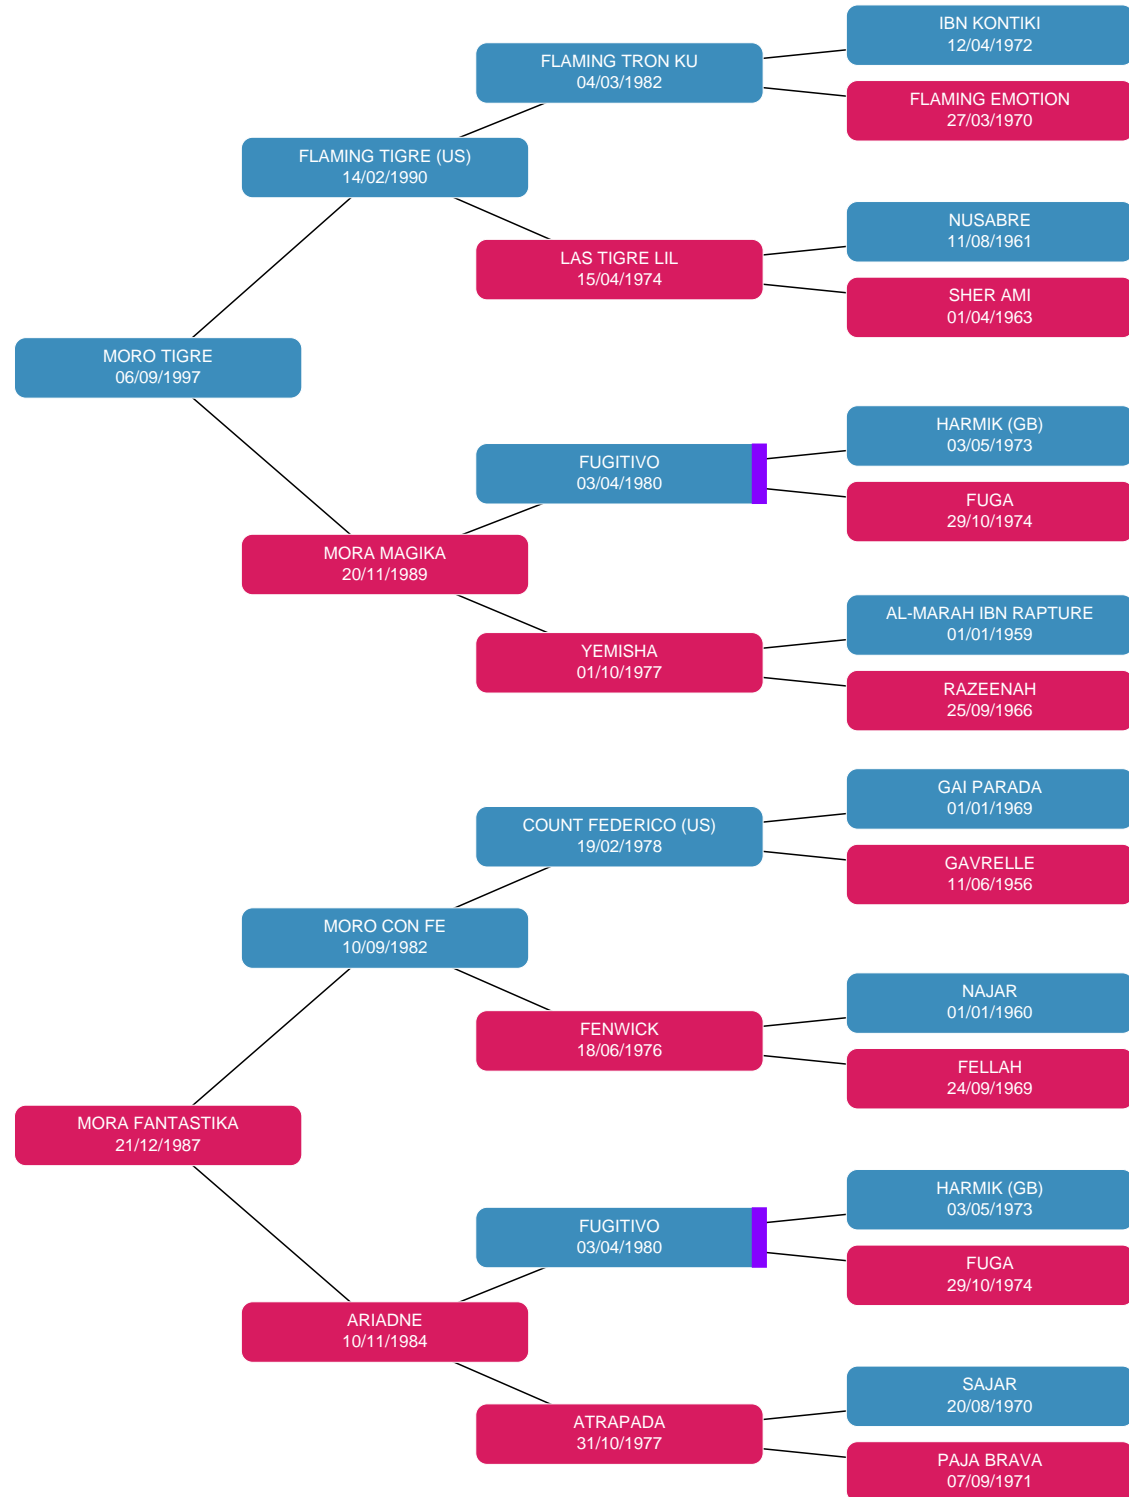 IBN KONTIKI
12/04/1972
FLAMING TRON KU
04/03/1982
FLAMING EMOTION
27/03/1970
FLAMING TIGRE (US)
14/02/1990
NUSABRE
11/08/1961
LAS TIGRE LIL
15/04/1974
SHER AMI
01/04/1963
MORO TIGRE
06/09/1997
HARMIK (GB)
03/05/1973
FUGITIVO
03/04/1980
FUGA
29/10/1974
MORA MAGIKA
20/11/1989
AL-MARAH IBN RAPTURE
01/01/1959
YEMISHA
01/10/1977
RAZEENAH
25/09/1966
GAI PARADA
01/01/1969
COUNT FEDERICO (US)
19/02/1978
GAVRELLE
11/06/1956
MORO CON FE
10/09/1982
NAJAR
01/01/1960
FENWICK
18/06/1976
FELLAH
24/09/1969
MORA FANTASTIKA
21/12/1987
HARMIK (GB)
03/05/1973
FUGITIVO
03/04/1980
FUGA
29/10/1974
ARIADNE
10/11/1984
SAJAR
20/08/1970
ATRAPADA
31/10/1977
PAJA BRAVA
07/09/1971